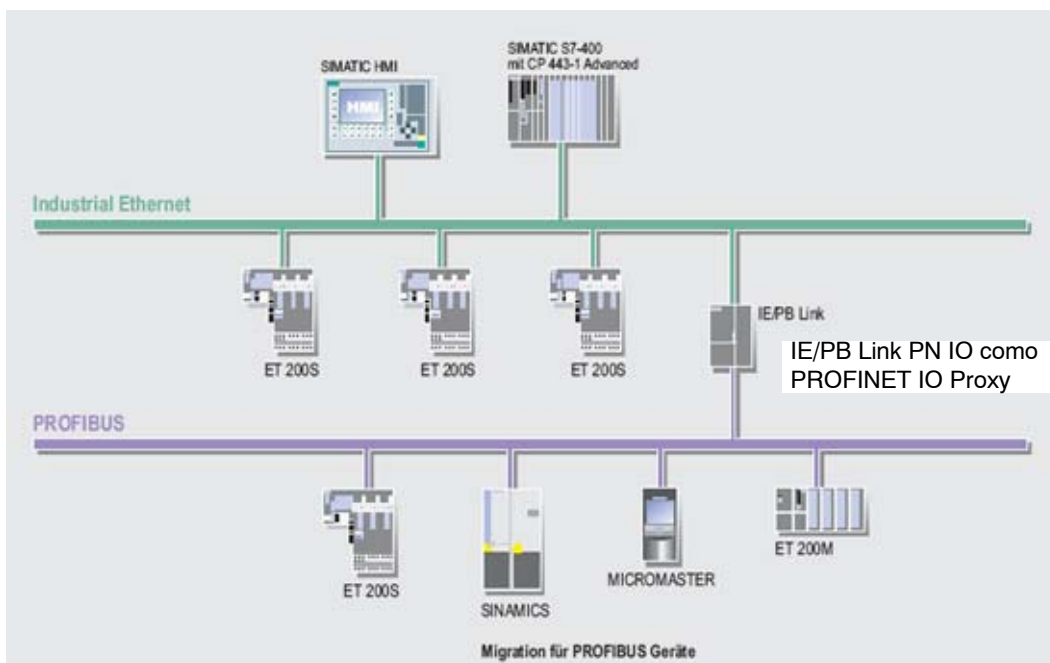 SIMATIC HMI
SIMATIC S7-400
mit CP 443-1 Advanced
HMI
Industrial Ethernet
ET 200S
ET 200S
ET 200S
IE/PB Link
IE/PB Link PN IO como
PROFINET IO Proxy
PROFIBUS
ET 200S
SINAMICS
MICROMASTER
ET 200M
Migration für PROFIBUS Geräte